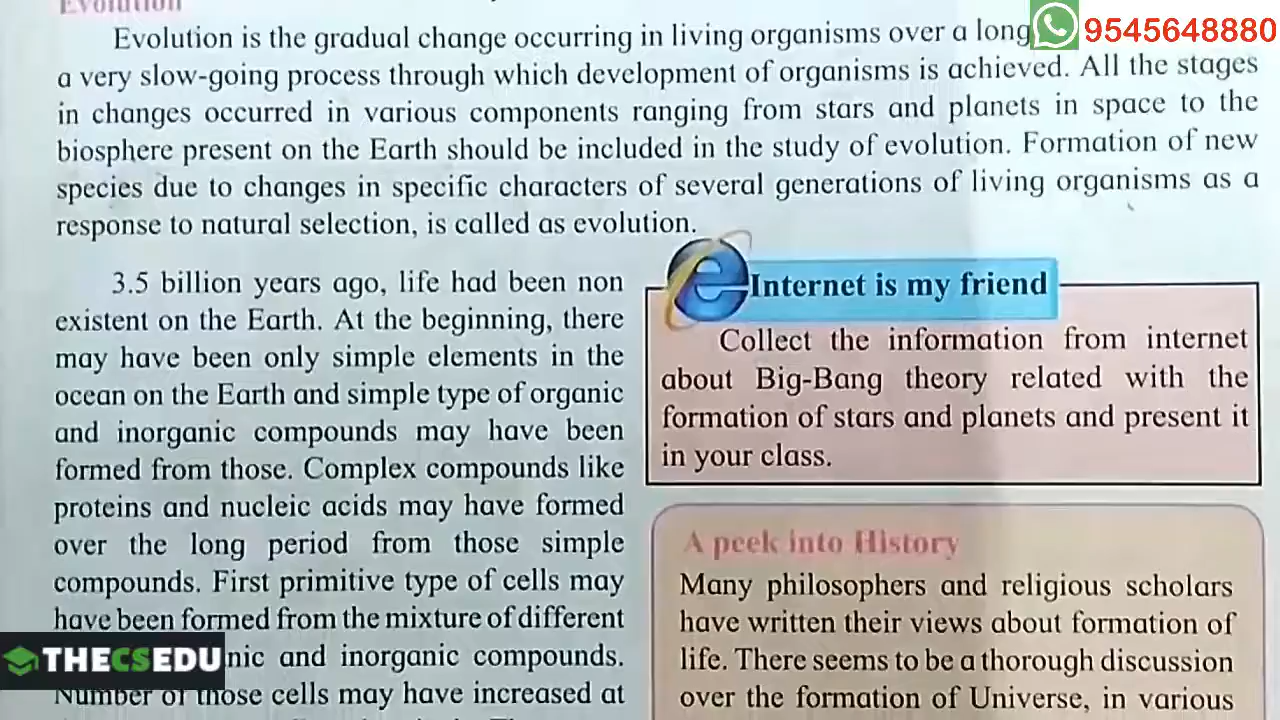 Evolution
9545648880
Evolution is the gradual change occurring in living organisms over a long
a very slow-going process through which development of organisms is achieved. All the stages
in changes occurred in various components ranging from stars and planets in space to the
biosphere present on the Earth should be included in the study of evolution. Formation of new
species due to changes in specific characters of several generations of living organisms as a
response to natural selection, is called as evolution.
3.5 billion years ago, life had been non
existent on the Earth. At the beginning, there
may have been only simple elements in the
ocean on the Earth and simple type of organic
and inorganic compounds may have been
formed from those. Complex compounds like
proteins and nucleic acids may have formed
over the long period from those simple
compounds. First primitive type of cells may
have been formed from the mixture of different
nic and inorganic compounds.
Number of those cells may have increased at
Internet is my friend
Collect the information from internet
about Big-Bang theory related with the
formation of stars and planets and present it
in your class.
A peek into History
Many philosophers and religious scholars
have written their views about formation of
life. There seems to be a thorough discussion
over the formation of Universe, in various
THECSEDU